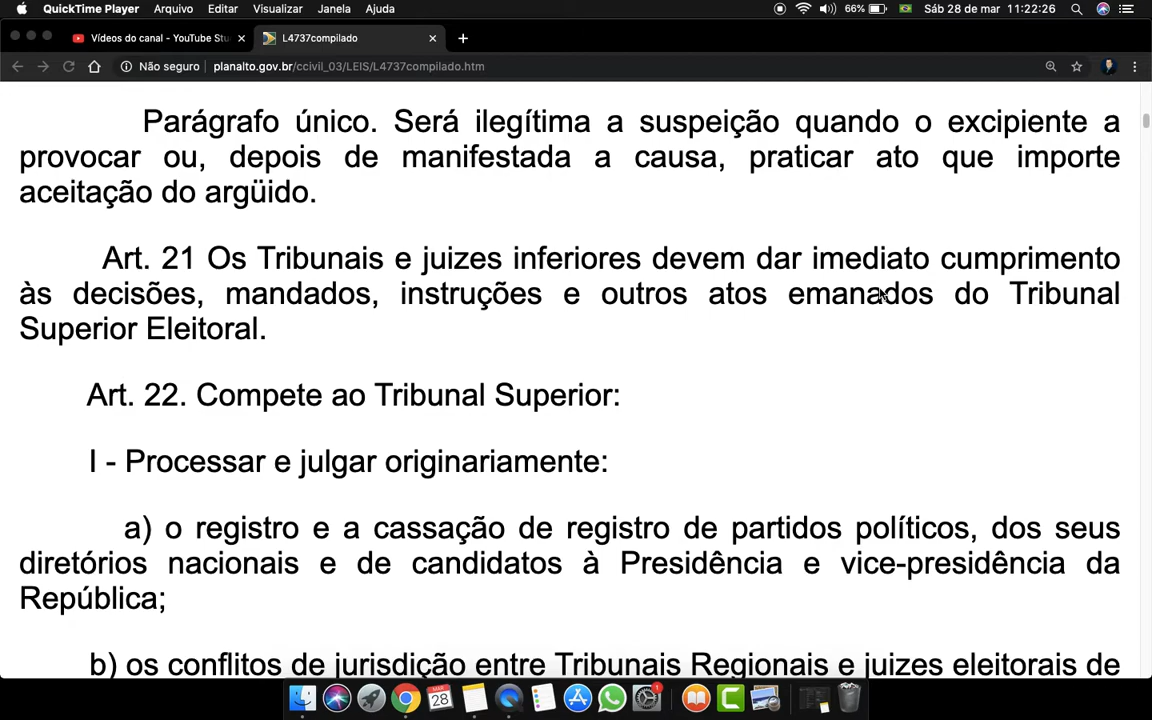 QuickTime Player Arquivo Editar Visualizar Janela Ajuda 66% Sáb 28 de mar 11:22:26
Vídeos do canal - YouTube Stu L4737compilado
Não seguro planalto.gov.br/ccivil_03/LEIS/L4737compilado.htm
Parágrafo único. Será ilegítima a suspeição quando o excipiente a
provocar ou, depois de manifestada a causa, praticar ato que importe
aceitação do argüido.
Art. 21 Os Tribunais e juizes inferiores devem dar imediato cumprimento
às decisões, mandados, instruções e outros atos emanados do Tribunal
Superior Eleitoral.
Art. 22. Compete ao Tribunal Superior:
I - Processar e julgar originariamente:
a) o registro e a cassação de registro de partidos políticos, dos seus
diretórios nacionais e de candidatos à Presidência e vice-presidência da
República;
b) os conflitos de jurisdição entre Tribunais Regionais e juizes eleitorais de
MAR
28
1